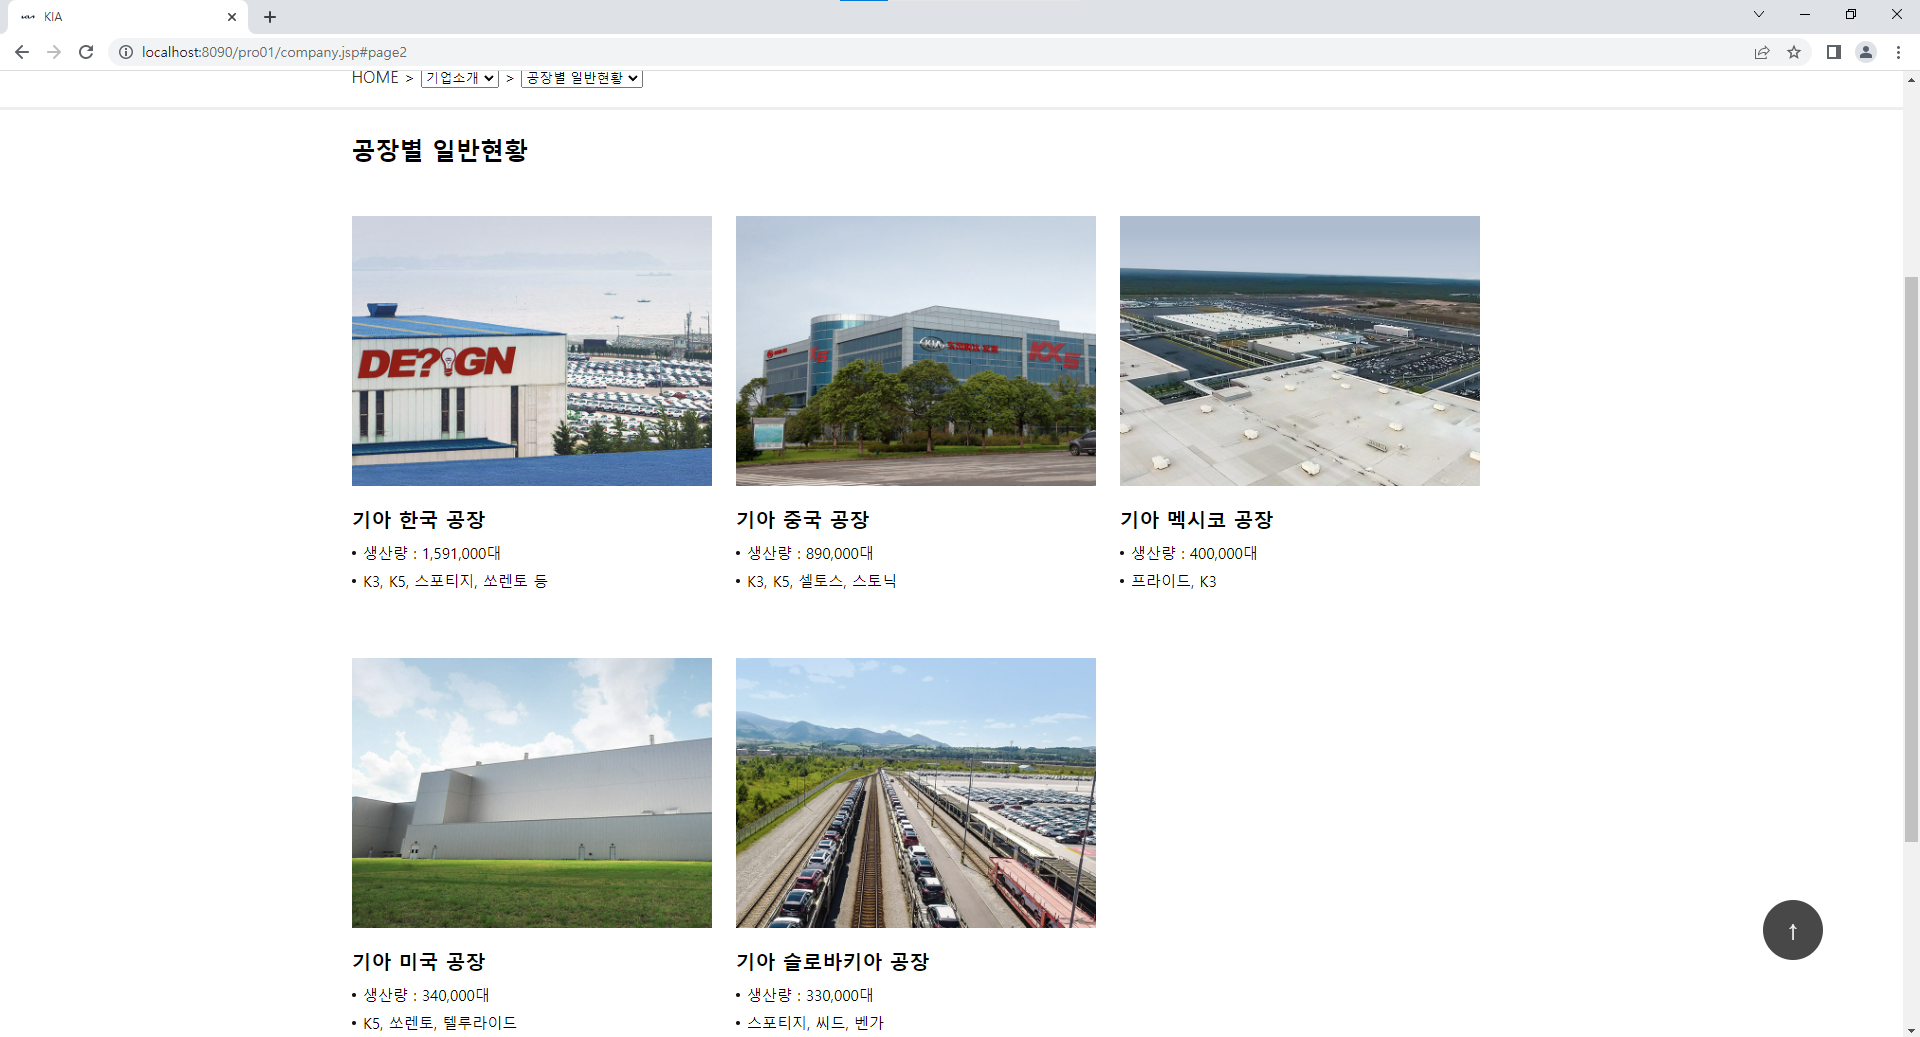 KIA
localhost:8090/pro01/company.jsp#page2
HOME > 기업소개 > 공장별 일반현황
공장별 일반현황
DE?GN
KIA
KX5
기아 한국 공장
기아 중국 공장
기아 멕시코 공장
• 생산량 : 1,591,000대
• 생산량 : 890,000대
• 생산량 : 400,000대
• K3, K5, 스포티지, 쏘렌토 등
• K3, K5, 셀토스, 스토닉
• 프라이드, K3
기아 미국 공장
기아 슬로바키아 공장
• 생산량 : 340,000대
• 생산량 : 330,000대
• K5, 쏘렌토, 텔루라이드
• 스포티지, 씨드, 벤가
↑